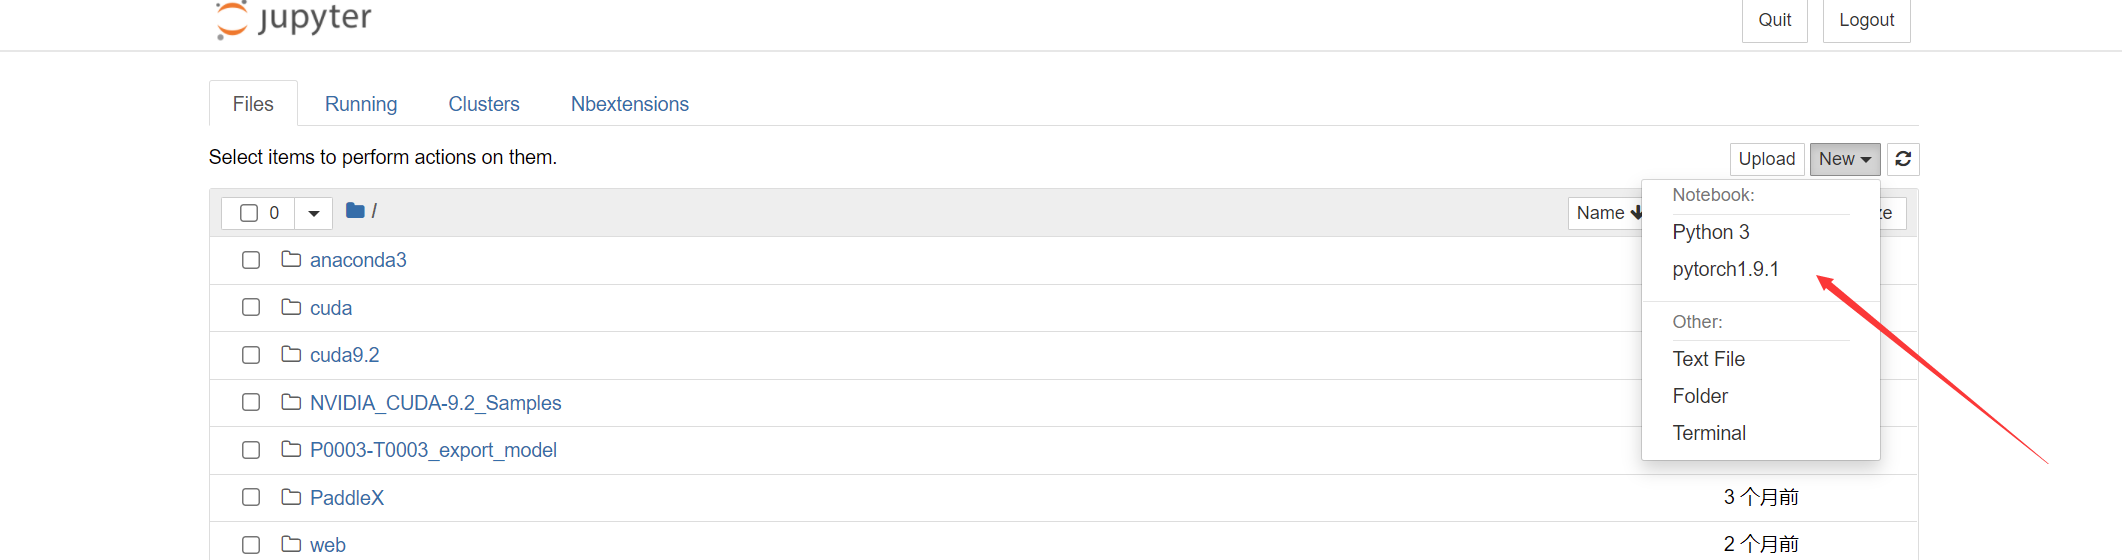 jupyter
Quit
Logout
Files
Running
Clusters
Nbextensions
Select items to perform actions on them.
Upload
New
0
/
Name
ze
Notebook:
Python 3
pytorch1.9.1
Other:
Text File
Folder
Terminal
anaconda3
cuda
cuda9.2
NVIDIA_CUDA-9.2_Samples
P0003-T0003_export_model
PaddleX
3 个月前
web
2 个月前